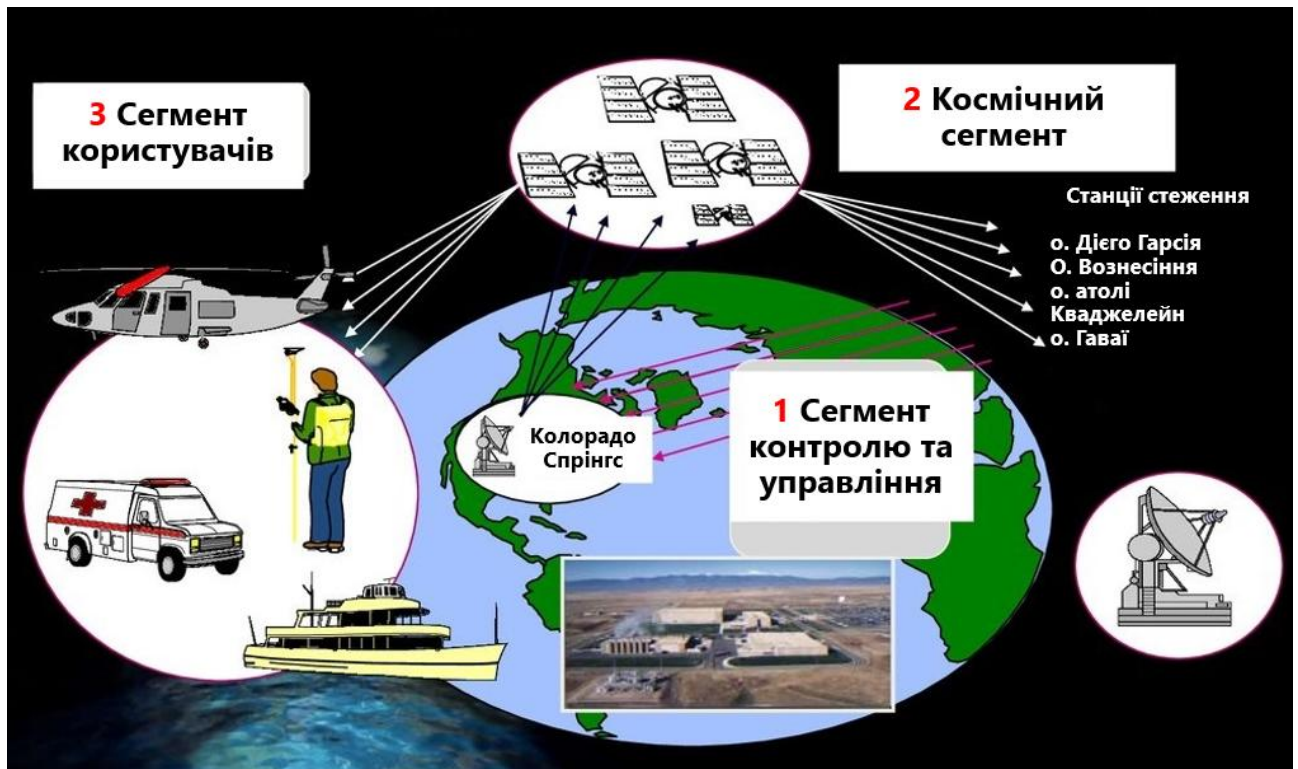 3 Сегмент
користувачів
2 Космічний
сегмент
Станції стеження
о. Дієго Гарсія
О. Вознесіння
о. атолі
Кваджелейн
о. Гаваї
1 Сегмент
контролю та
управління
Колорадо
Спрінгс